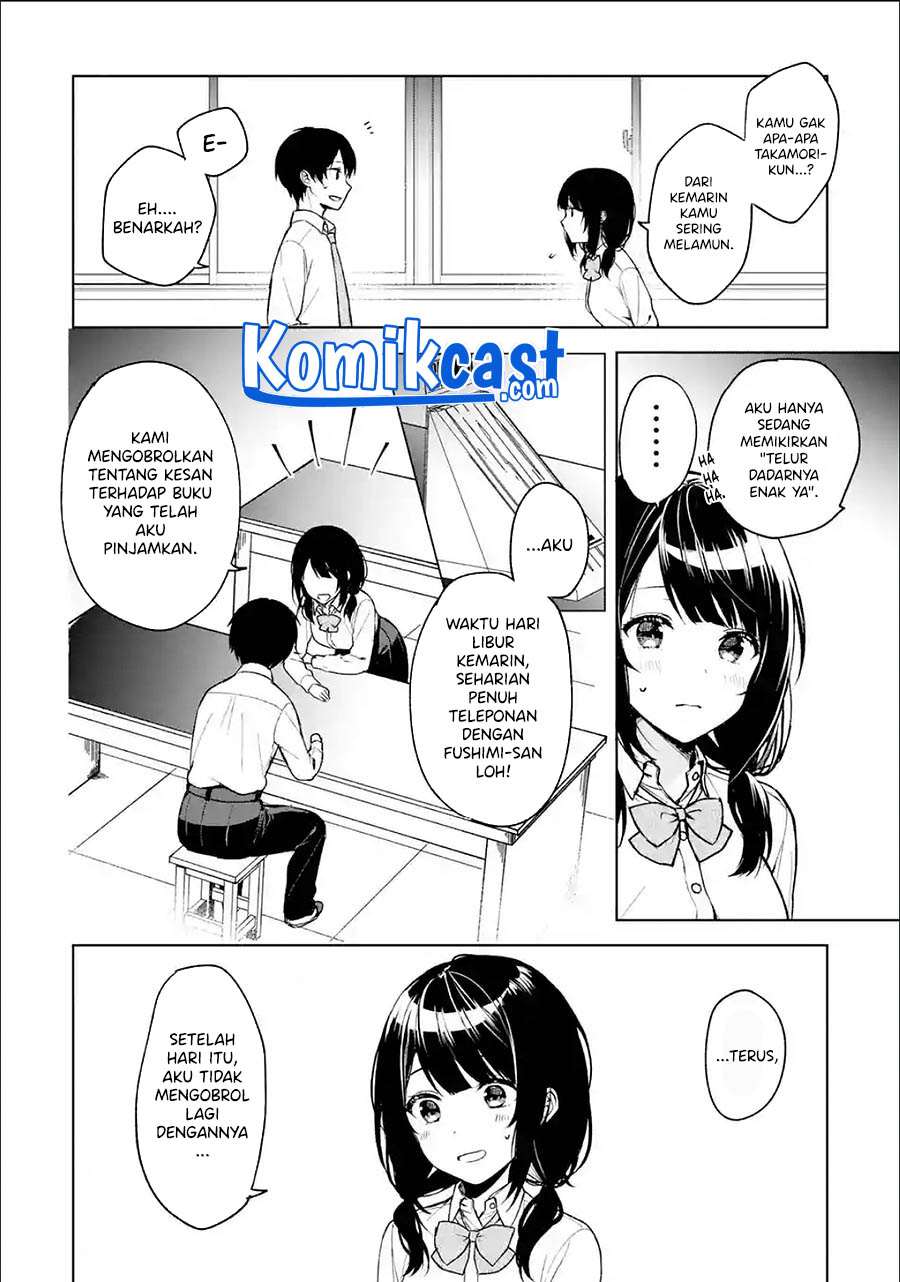 KAMU GAK
APA-APA
TAKAMORI-
KUN...?
DARI
KEMARIN
KAMU
SERING
MELAMUN.
E-
EH....
BENARKAH?
AKU HANYA
SEDANG
MEMIKIRKAN
"TELUR
DADARNYA
ENAK YA".
HA
HA
HA.
......
Komikcast
.com
...AKU
WAKTU HARI
LIBUR
KEMARIN,
SEHARIAN
PENUH
TELEPONAN
DENGAN
FUSHIMI-SAN
LOH!
KAMI
MENGOBROLKAN
TENTANG KESAN
TERHADAP BUKU
YANG TELAH
AKU
PINJAMKAN.
...TERUS,
SETELAH
HARI ITU,
AKU TIDAK
MENGOBROL
LAGI
DENGANNYA
...